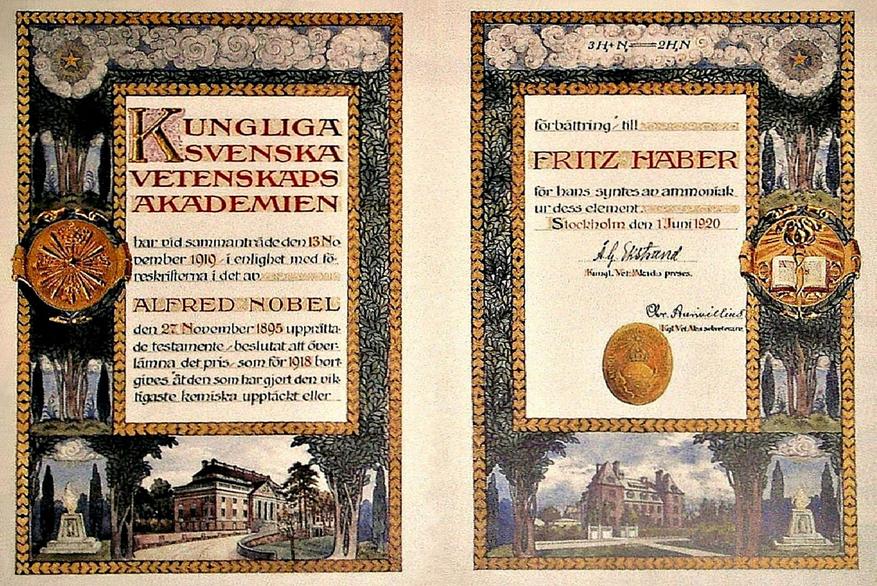 KUNGLIGA
SVENSKA
VETENSKAPS
AKADEMIEN
har vid sammanträde den 13 No
vember 1919 i enlighet med fö-
reskrifterna i det av
ALFRED NOBEL
den 27 November 1895 upprätta-
de testamente beslutat att över-
lämna det pris som för 1918 bort-
gives åt den som har gjort den vik-
tigaste kemiska upptäckt eller
3H₂+N₂=2H₃N
förbättring till
FRITZ HABER
för hans syntes av ammoniak
ur dess element.
Stockholm den 1 Juni 1920
Å G Ekstrand
Kungl. Vet. Akad:s preses.
Chr. Aurivillius
Kgl Vet. Aks sekreterare